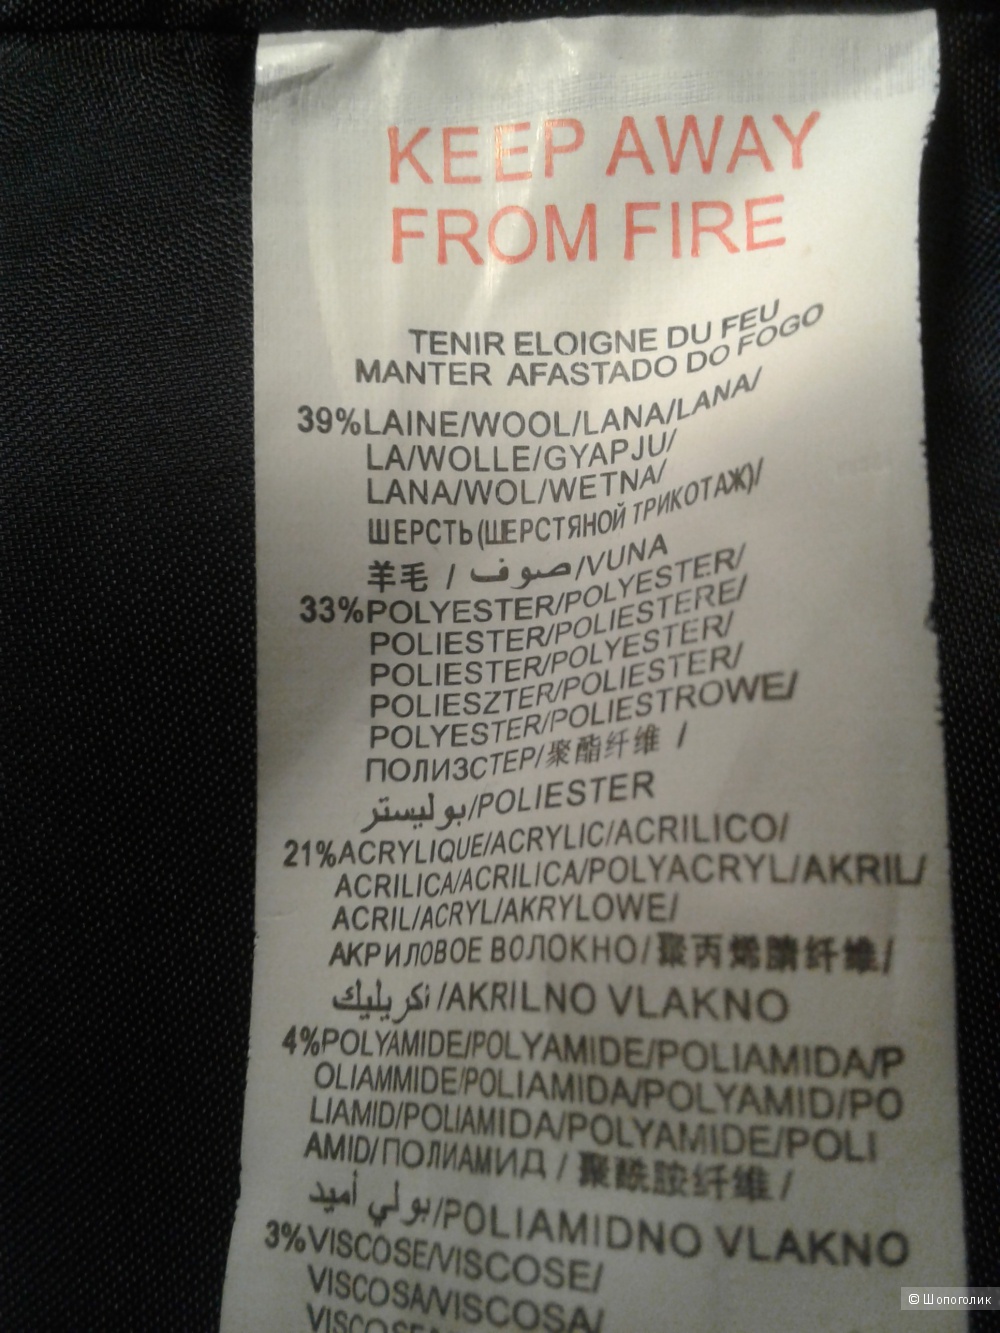 KEEP AWAY
FROM FIRE
TENIR ELOIGNE DU FEU
MANTER AFASTADO DO FOGO
39%LAINE/WOOL/LANA/LANA/
LA/WOLLE/GYAPJU/
LANA/WOL/WETNA/
ШЕРСТЬ(ШЕРСТЯНОЙ ТРИКОТАЖ)/
羊毛 / صوف/VUNA
33%POLYESTER/POLYESTER/
POLIESTER/POLIESTERE/
POLIESTER/POLYESTER/
POLIESZTER/POLIESTER/
POLYESTER/POLIESTROWE/
ПОЛИЗСТЕР/聚酯纤维 /
بوليستر/POLIESTER
21%ACRYLIQUE/ACRYLIC/ACRILICO/
ACRILICA/ACRILICA/POLYACRYL/AKRIL/
ACRIL/ACRYL/AKRYLOWE/
АКРИЛОВОЕ ВОЛОКНО/聚丙烯腈纤维/
اكريليك/AKRILNO VLAKNO
4%POLYAMIDE/POLYAMIDE/POLIAMIDA/P
OLIAMMIDE/POLIAMIDA/POLYAMID/PO
LIAMID/POLIAMIDA/POLYAMIDE/POLI
AMID/ПОЛИАМИД / 聚酰胺纤维 /
بولي أميد/POLIAMIDNO VLAKNO
3%VISCOSE/VISCOSE/
VISCOSA/VISCOSA/
© Шопоголик